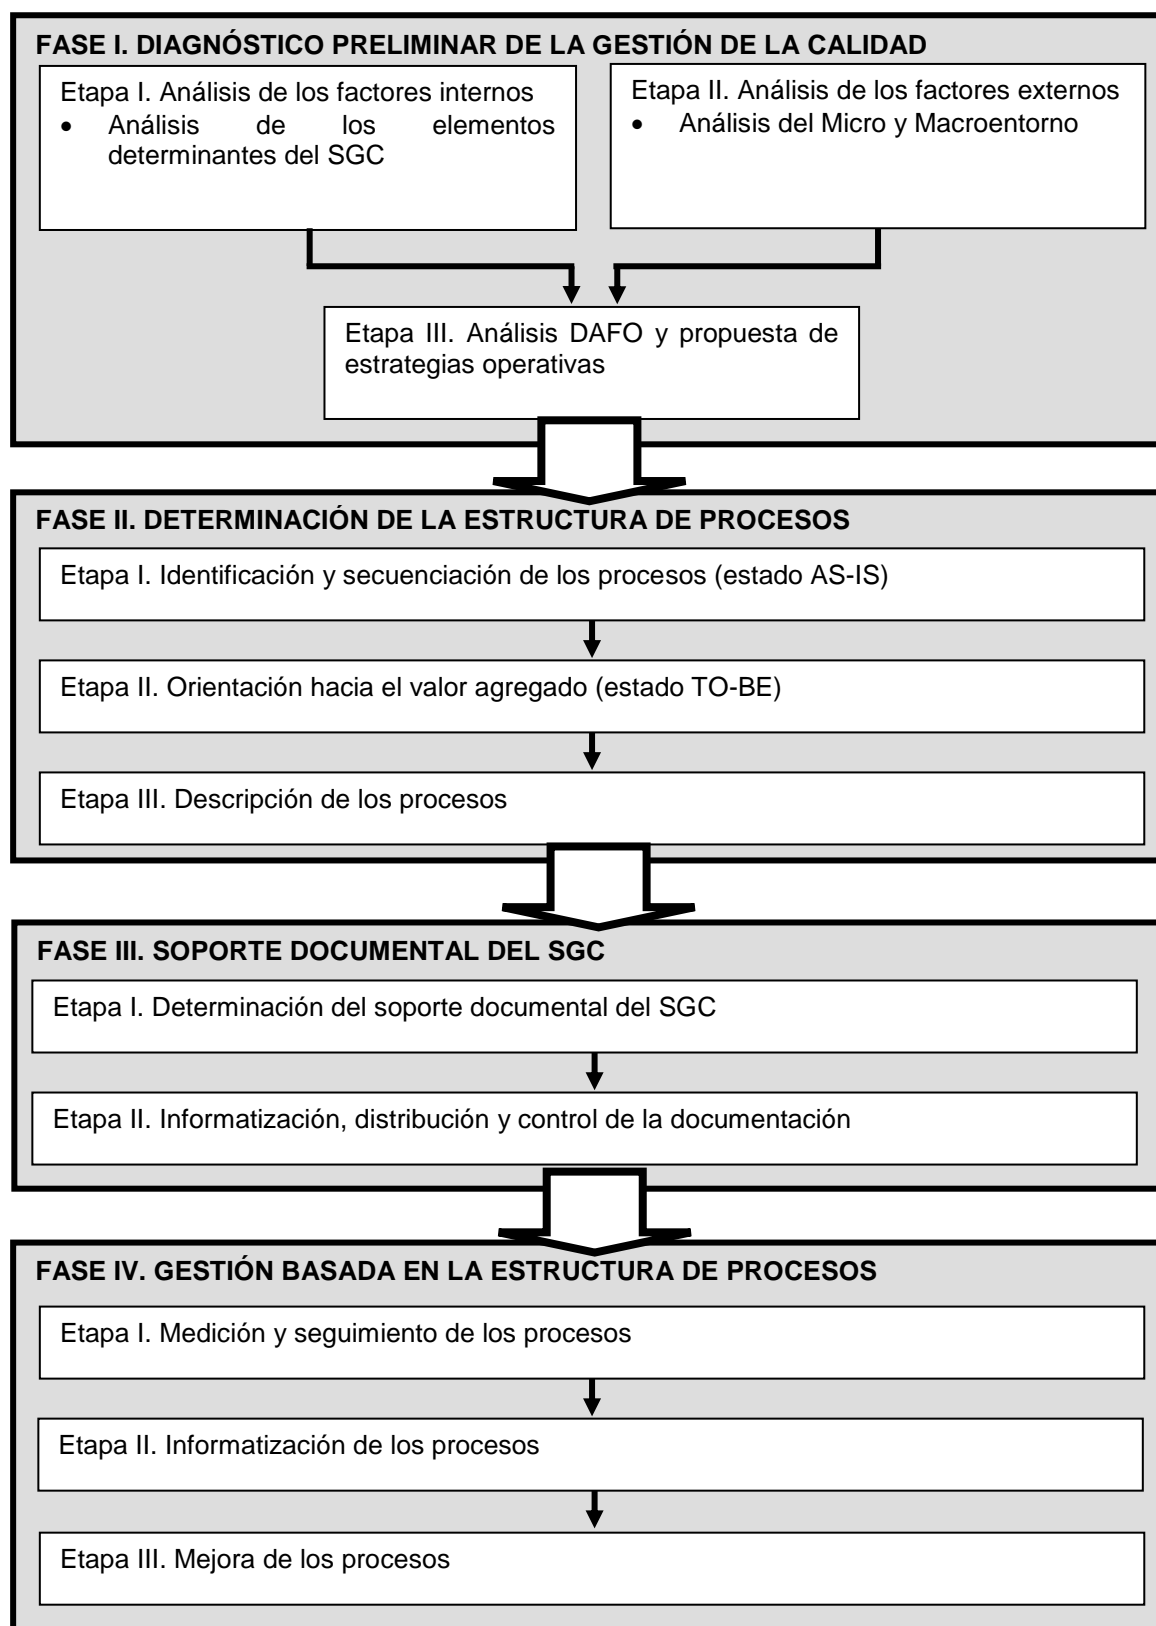 FASE I. DIAGNÓSTICO PRELIMINAR DE LA GESTIÓN DE LA CALIDAD
Etapa I. Análisis de los factores internos
• Análisis de los elementos
determinantes del SGC
Etapa II. Análisis de los factores externos
• Análisis del Micro y Macroentorno
Etapa III. Análisis DAFO y propuesta de
estrategias operativas
FASE II. DETERMINACIÓN DE LA ESTRUCTURA DE PROCESOS
Etapa I. Identificación y secuenciación de los procesos (estado AS-IS)
Etapa II. Orientación hacia el valor agregado (estado TO-BE)
Etapa III. Descripción de los procesos
FASE III. SOPORTE DOCUMENTAL DEL SGC
Etapa I. Determinación del soporte documental del SGC
Etapa II. Informatización, distribución y control de la documentación
FASE IV. GESTIÓN BASADA EN LA ESTRUCTURA DE PROCESOS
Etapa I. Medición y seguimiento de los procesos
Etapa II. Informatización de los procesos
Etapa III. Mejora de los procesos